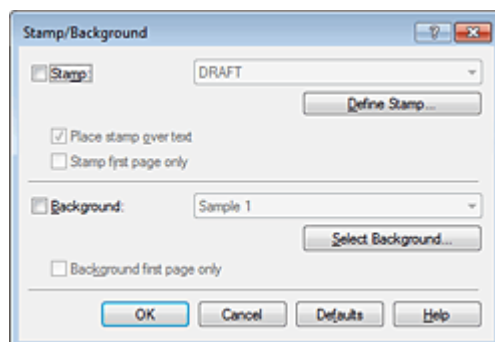 Stamp/Background
Stamp: DRAFT
Define Stamp...
Place stamp over text
Stamp first page only
Background: Sample 1
Select Background...
Background first page only
OK Cancel Defaults Help